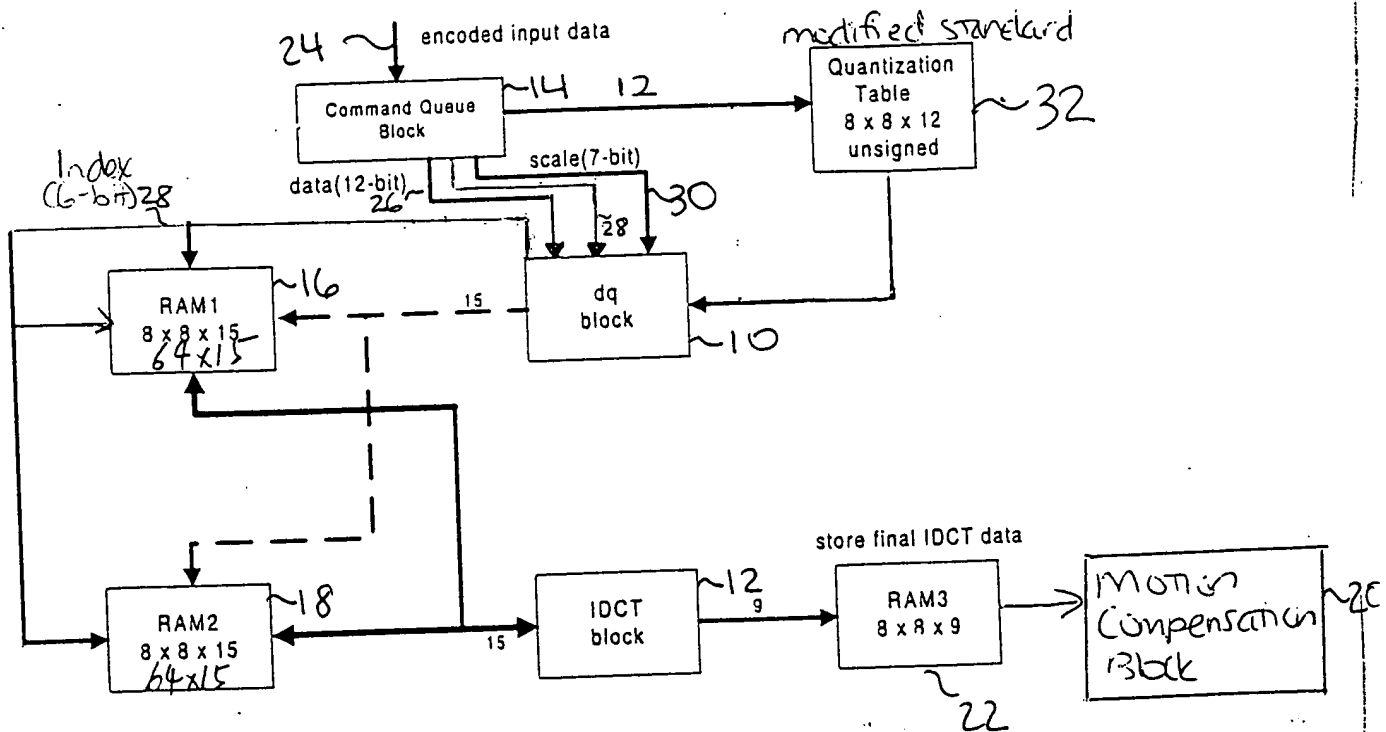 24
encoded input data
modified standard
Command Queue
Block
14
12
Quantization
Table
8 x 8 x 12
unsigned
32
Index
(6-bit) 28
data(12-bit)
26
scale(7-bit)
~28
30
RAM1
8 x 8 x 15
64x15
16
15
dq
block
10
store final IDCT data
RAM2
8 x 8 x 15
64x15
18
15
IDCT
block
12
9
RAM3
8 x 8 x 9
22
Motion
Compensation
Block
20